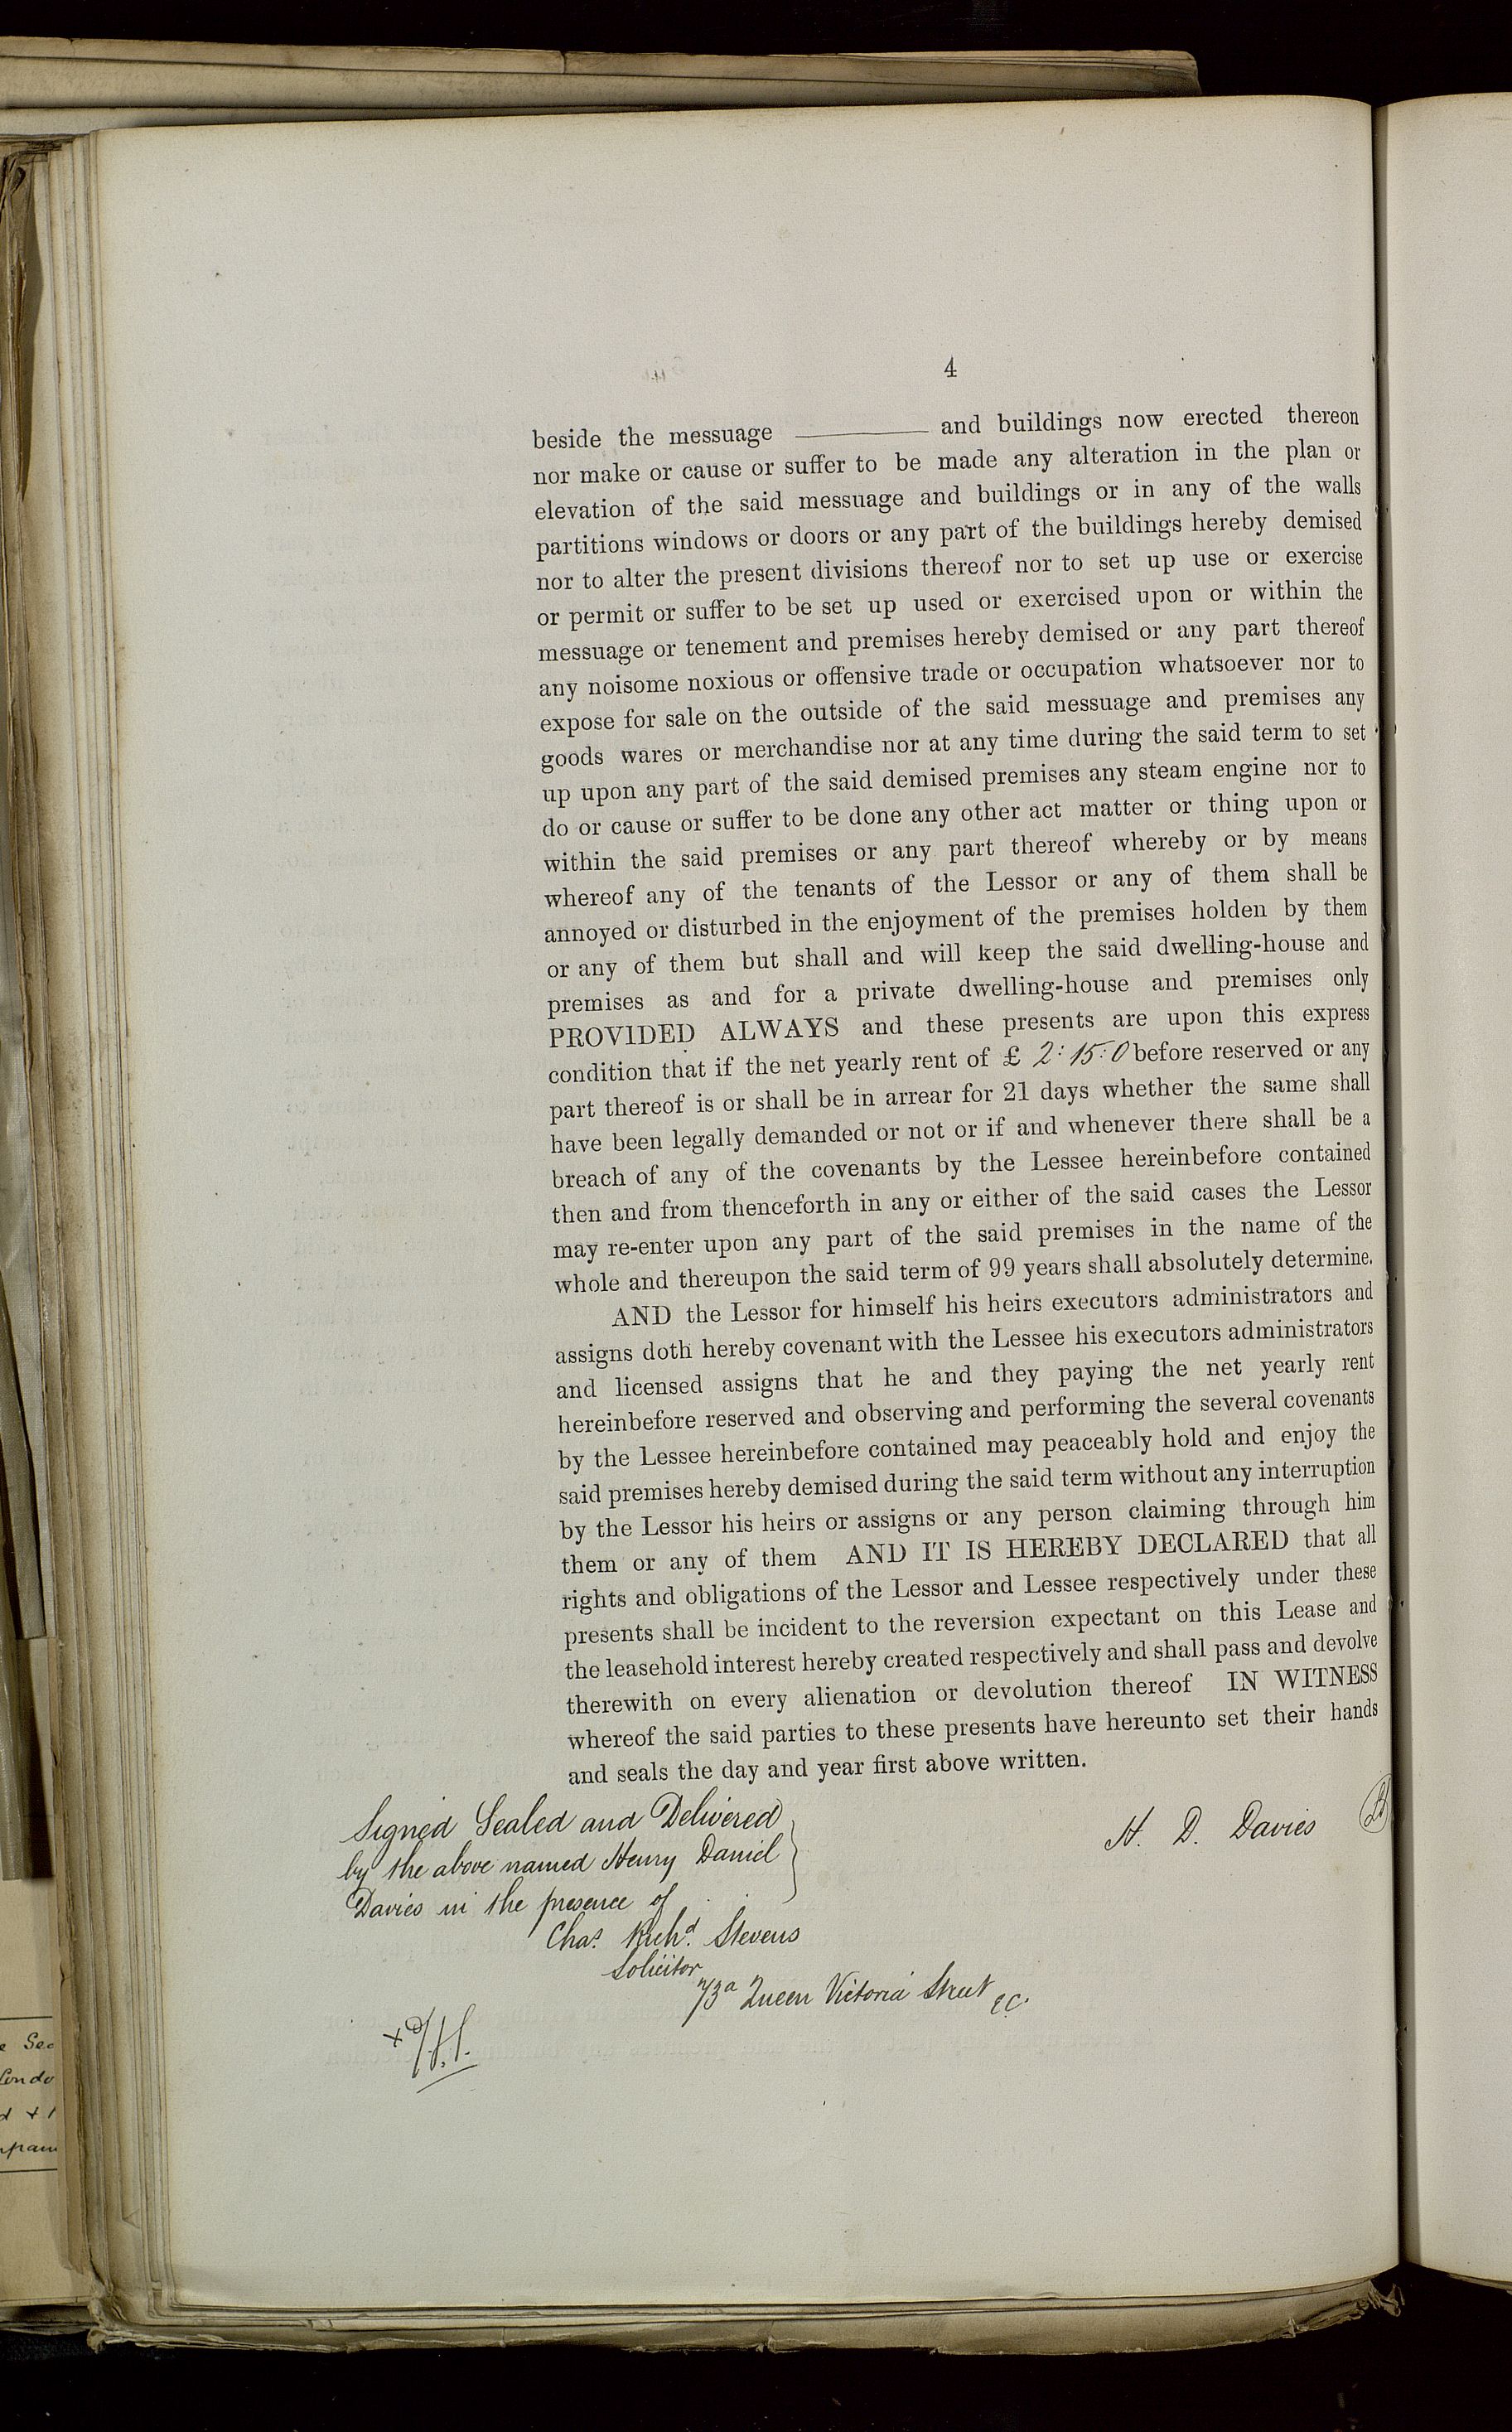 4
beside the messuage ———— and buildings now erected thereon
nor make or cause or suffer to be made any alteration in the plan or
elevation of the said messuage and buildings or in any of the walls
partitions windows or doors or any part of the buildings hereby demised
nor to alter the present divisions thereof nor to set up use or exercise
or permit or suffer to be set up used or exercised upon or within the
messuage or tenement and premises hereby demised or any part thereof
any noisome noxious or offensive trade or occupation whatsoever nor to
expose for sale on the outside of the said messuage and premises any
goods wares or merchandise nor at any time during the said term to set
up upon any part of the said demised premises any steam engine nor to
do or cause or suffer to be done any other act matter or thing upon or
within the said premises or any part thereof whereby or by means
whereof any of the tenants of the Lessor or any of them shall be
annoyed or disturbed in the enjoyment of the premises holden by them
or any of them but shall and will keep the said dwelling-house and
premises as and for a private dwelling-house and premises only
PROVIDED ALWAYS and these presents are upon this express
condition that if the net yearly rent of £ 2:15:0 before reserved or any
part thereof is or shall be in arrear for 21 days whether the same shall
have been legally demanded or not or if and whenever there shall be a
breach of any of the covenants by the Lessee hereinbefore contained
then and from thenceforth in any or either of the said cases the Lessor
may re-enter upon any part of the said premises in the name of the
whole and thereupon the said term of 99 years shall absolutely determine.
AND the Lessor for himself his heirs executors administrators and
assigns doth hereby covenant with the Lessee his executors administrators
and licensed assigns that he and they paying the net yearly rent
hereinbefore reserved and observing and performing the several covenants
by the Lessee hereinbefore contained may peaceably hold and enjoy the
said premises hereby demised during the said term without any interruption
by the Lessor his heirs or assigns or any person claiming through him
them or any of them AND IT IS HEREBY DECLARED that all
rights and obligations of the Lessor and Lessee respectively under these
presents shall be incident to the reversion expectant on this Lease and
the leasehold interest hereby created respectively and shall pass and devolve
therewith on every alienation or devolution thereof IN WITNESS
whereof the said parties to these presents have hereunto set their hands
and seals the day and year first above written.
Signed Sealed and Delivered
by the above named Henry Daniel
Davies in the presence of
H. D. Davies
Chas. Richd. Stevens
Solicitor
73a Queen Victoria Street E.C.